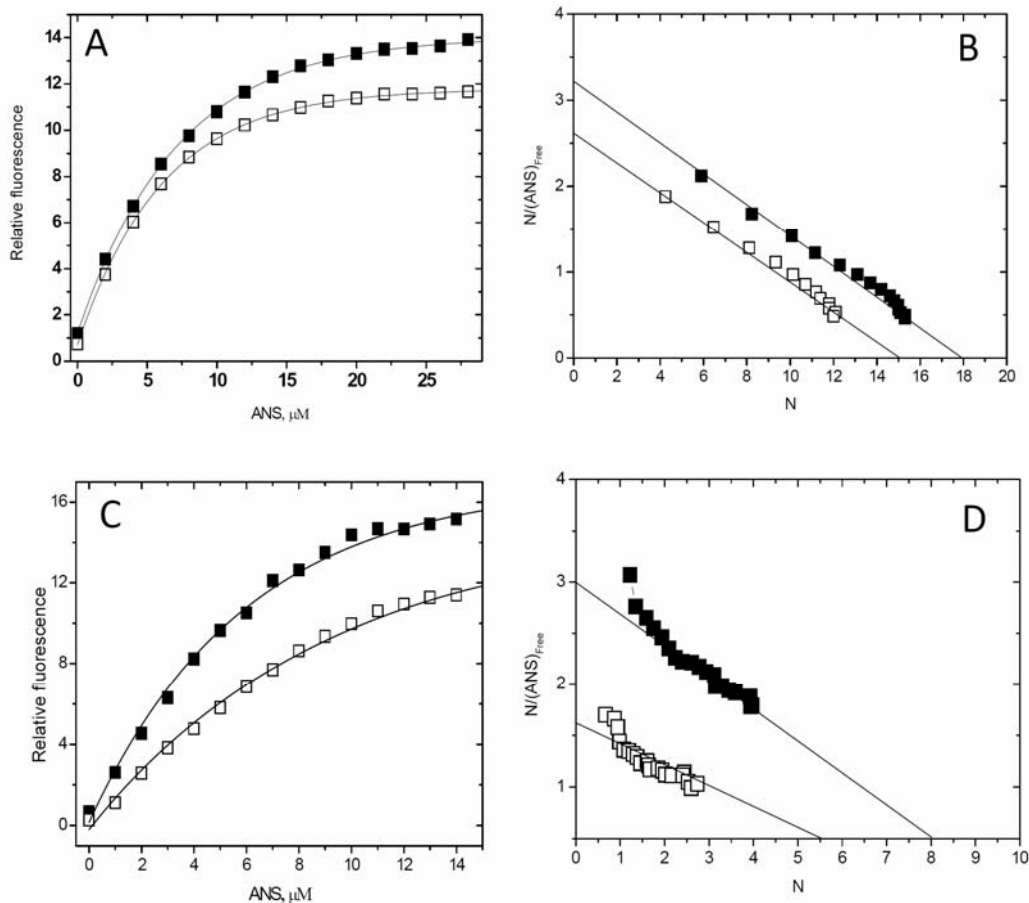 A
14
12
10
8
6
4
2
0
Relative fluorescence
0 5 10 15 20 25
ANS, μM
B
4
3
2
1
0
N/(ANS)Free
0 2 4 6 8 10 12 14 16 18 20
N
C
16
12
8
4
0
Relative fluorescence
0 2 4 6 8 10 12 14
ANS, μM
D
4
3
2
1
N/(ANS)Free
0 1 2 3 4 5 6 7 8 9 10
N